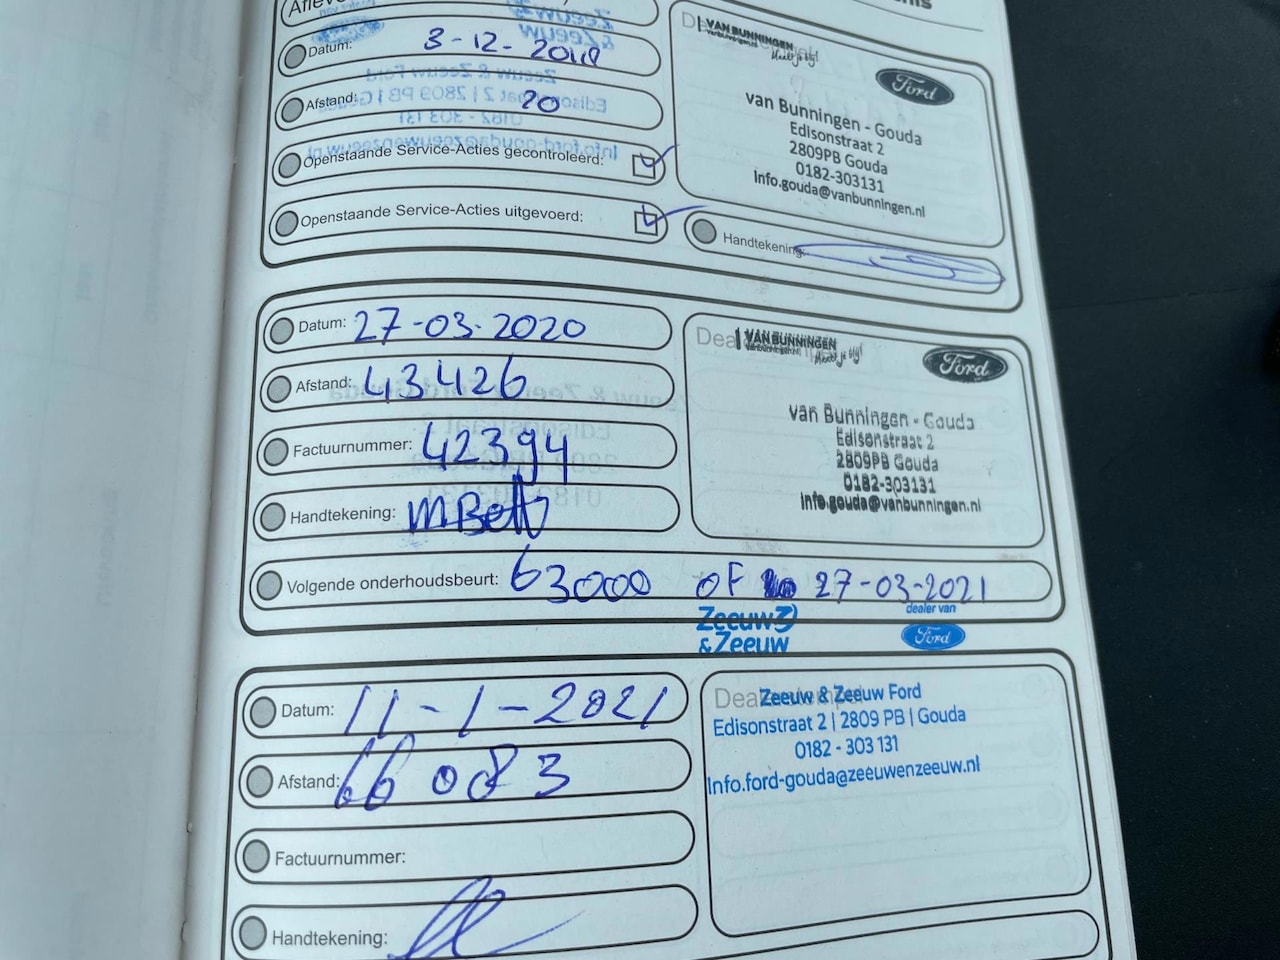 Datum: 3-12-2018
Afstand: 20
Openstaande Service-Acties gecontroleerd:
Openstaande Service-Acties uitgevoerd:
VAN BUNNINGEN
Ford
van Bunningen - Gouda
Edisonstraat 2
2809PB Gouda
0182-303131
Info.gouda@vanbunningen.nl
Handtekening:
Datum: 27-03-2020
Afstand: 43426
Factuurnummer: 42394
Handtekening:
VAN BUNNINGEN
Ford
van Bunningen - Gouda
Edisonstraat 2
2809PB Gouda
0182-303131
Info.gouda@vanbunningen.nl
Volgende onderhoudsbeurt: 63000 OF 27-03-2021
Zeeuw
& Zeeuw
dealer van
Ford
Datum: 11-1-2021
Afstand: 66083
Factuurnummer:
Handtekening:
Zeeuw & Zeeuw Ford
Edisonstraat 2 | 2809 PB | Gouda
0182 - 303 131
Info.ford-gouda@zeeuwenzeeuw.nl